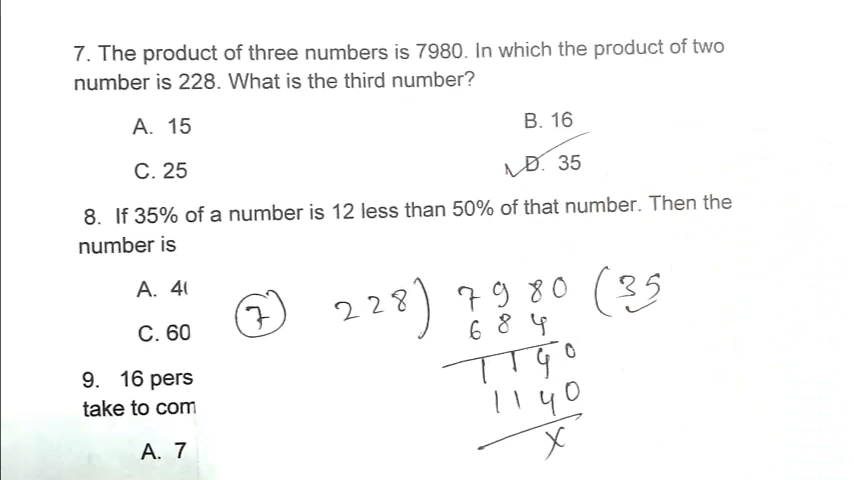 7. The product of three numbers is 7980. In which the product of two
number is 228. What is the third number?
A. 15
B. 16
C. 25
D. 35
8. If 35% of a number is 12 less than 50% of that number. Then the
number is
A. 4
C. 60
7 228) 7980 (35
684
1140
1140
x
9. 16 pers
take to com
A. 7